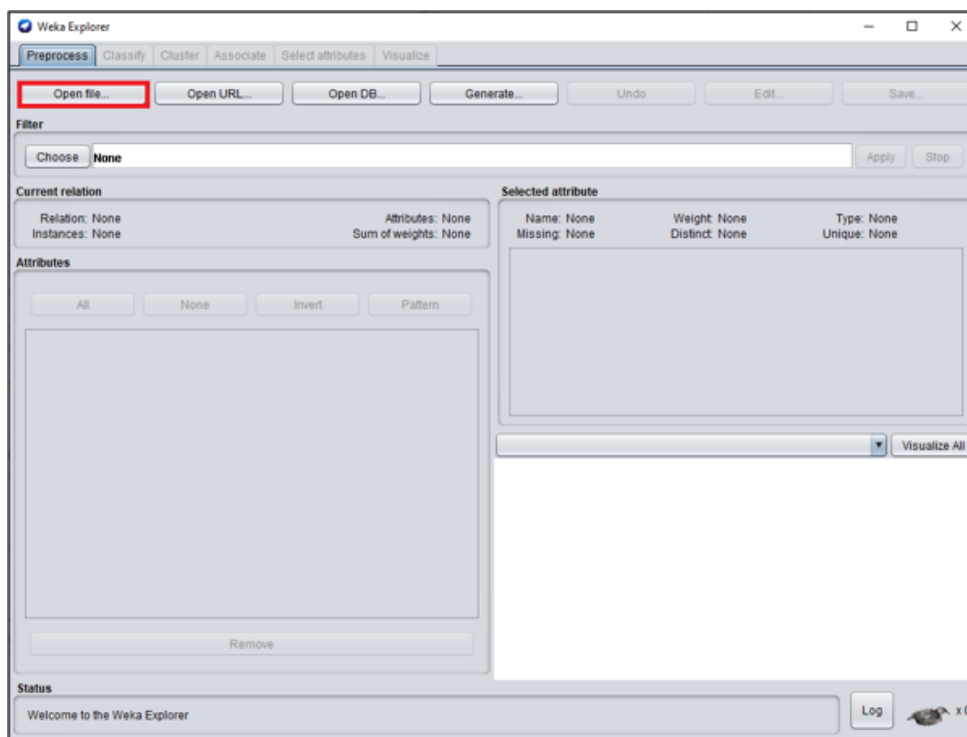 Weka Explorer
Preprocess Classify Cluster Associate Select attributes Visualize
Open file... Open URL... Open DB... Generate... Undo Edit... Save...
Filter
Choose None Apply Stop
Current relation
Relation: None Attributes: None
Instances: None Sum of weights: None
Selected attribute
Name: None Weight: None Type: None
Missing: None Distinct: None Unique: None
Attributes
All None Invert Pattern
Remove
Visualize All
Status
Welcome to the Weka Explorer
Log x 0